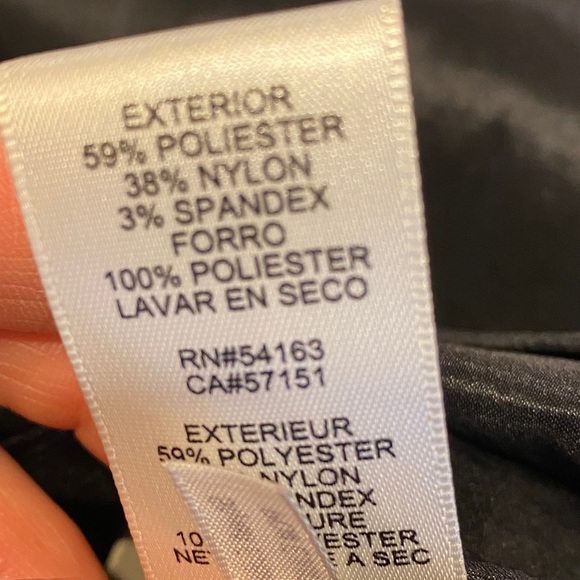 EXTERIOR
59% POLIESTER
38% NYLON
3% SPANDEX
FORRO
100% POLIESTER
LAVAR EN SECO
RN#54163
CA#57151
EXTERIEUR
59% POLYESTER
NYLON
A SEC